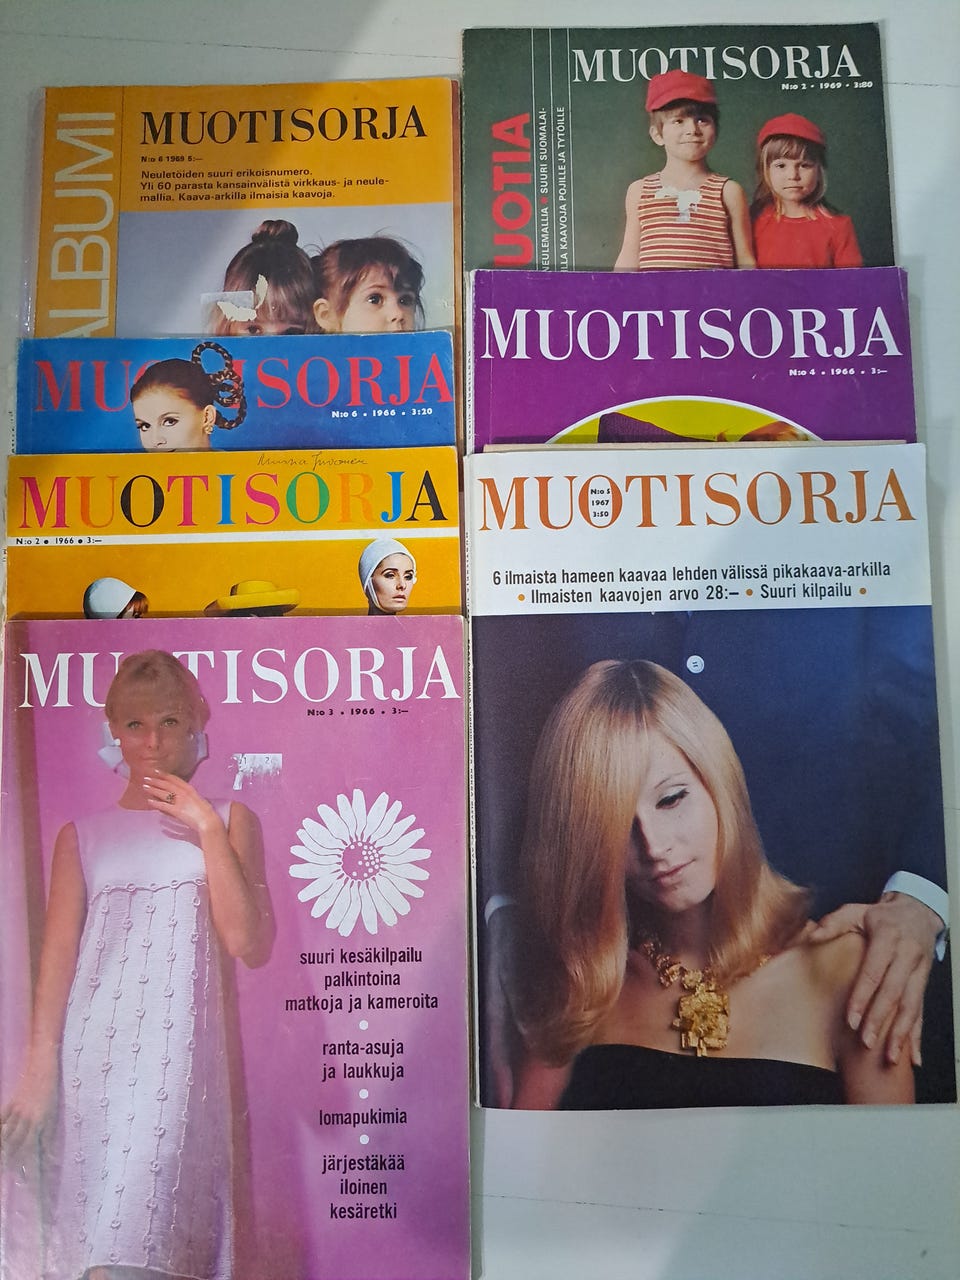 ALBUMI
MUOTISORJA
N:o 6 1969 5:—
Neuletöiden suuri erikoisnumero.
Yli 60 parasta kansainvälistä virkkaus- ja neule-
mallia. Kaava-arkilla ilmaisia kaavoja.
MUOTISORJA
N:o 2 • 1969 • 3:80
UOTIA
NEULEMALLIA • SUURI SUOMALAI-
LLA KAAVOJA POJILLE JA TYTÖILLE
MUOTISORJA
N:o 6 • 1966 • 3:20
MUOTISORJA
N:o 4 • 1966 • 3:—
MUOTISORJA
N:o 2 • 1966 • 3:—
MUOTISORJA
N:o 5
1967
3:50
6 ilmaista hameen kaavaa lehden välissä pikakaava-arkilla
• Ilmaisten kaavojen arvo 28:— • Suuri kilpailu •
MUOTISORJA
N:o 3 • 1966 • 3:—
suuri kesäkilpailu
palkintoina
matkoja ja kameroita
ranta-asuja
ja laukkuja
lomapukimia
järjestäkää
iloinen
kesäretki